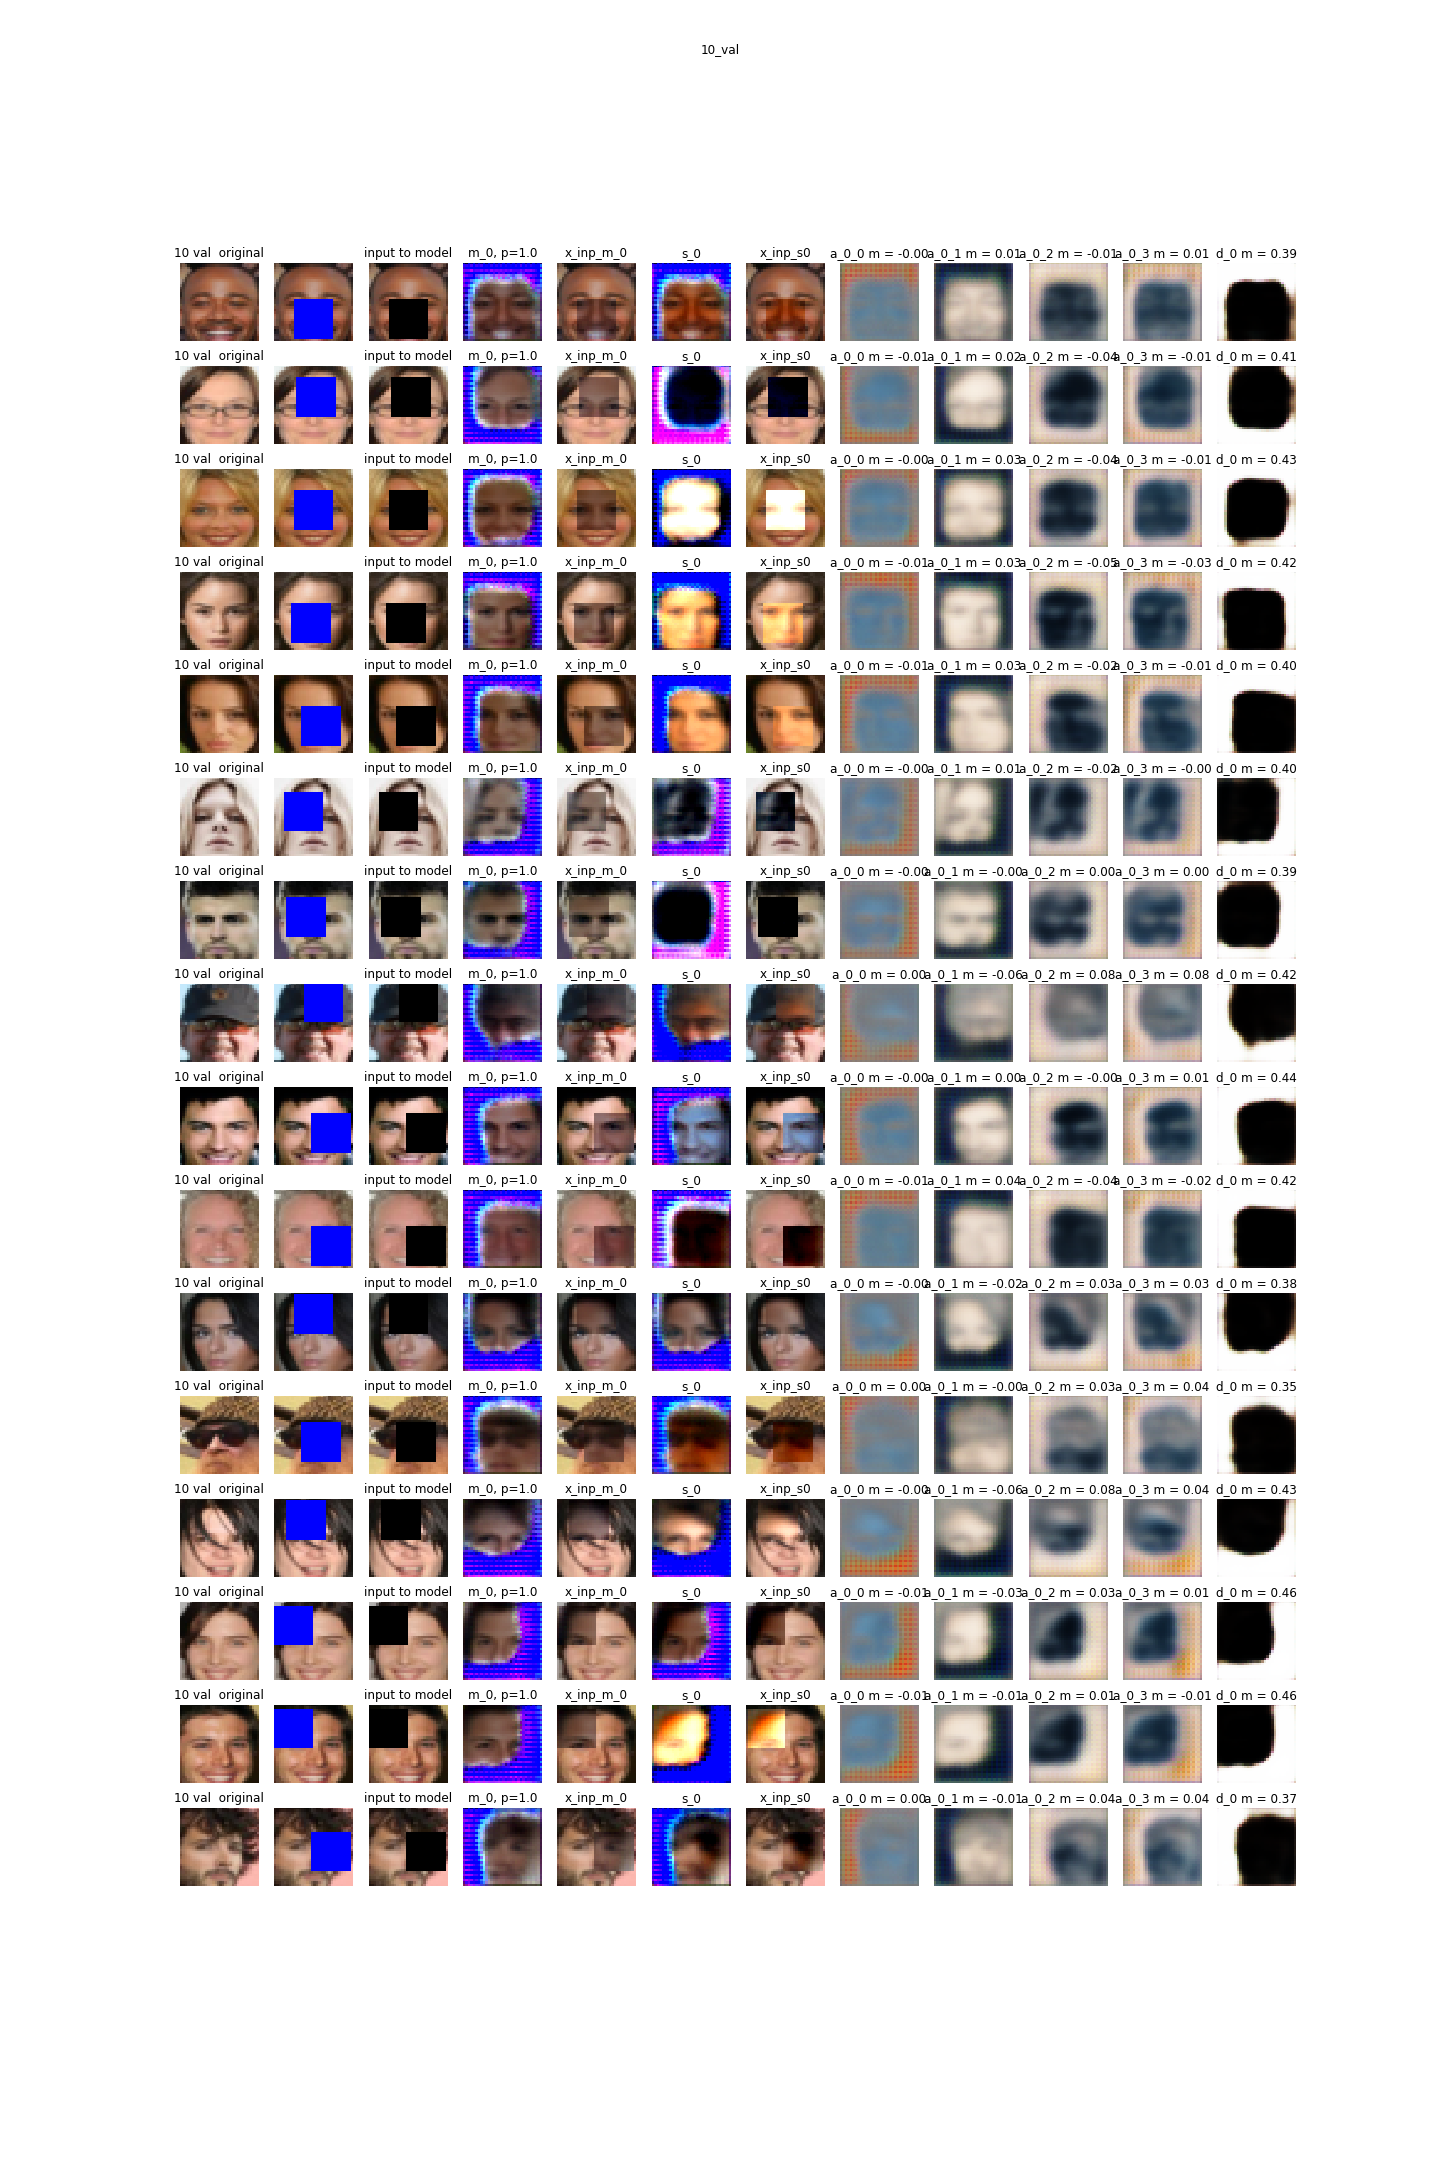 10_val
10 val  original input to model m_0, p=1.0 x_inp_m_0 s_0 x_inp_s0 a_0_0 m = -0.00 a_0_1 m = 0.01 a_0_2 m = -0.01 a_0_3 m = 0.01 d_0 m = 0.39
10 val  original input to model m_0, p=1.0 x_inp_m_0 s_0 x_inp_s0 a_0_0 m = -0.01 a_0_1 m = 0.02 a_0_2 m = -0.04 a_0_3 m = -0.01 d_0 m = 0.41
10 val  original input to model m_0, p=1.0 x_inp_m_0 s_0 x_inp_s0 a_0_0 m = -0.00 a_0_1 m = 0.03 a_0_2 m = -0.04 a_0_3 m = -0.01 d_0 m = 0.43
10 val  original input to model m_0, p=1.0 x_inp_m_0 s_0 x_inp_s0 a_0_0 m = -0.01 a_0_1 m = 0.03 a_0_2 m = -0.05 a_0_3 m = -0.03 d_0 m = 0.42
10 val  original input to model m_0, p=1.0 x_inp_m_0 s_0 x_inp_s0 a_0_0 m = -0.01 a_0_1 m = 0.03 a_0_2 m = -0.02 a_0_3 m = -0.01 d_0 m = 0.40
10 val  original input to model m_0, p=1.0 x_inp_m_0 s_0 x_inp_s0 a_0_0 m = -0.01 a_0_1 m = 0.01 a_0_2 m = -0.02 a_0_3 m = -0.00 d_0 m = 0.40
10 val  original input to model m_0, p=1.0 x_inp_m_0 s_0 x_inp_s0 a_0_0 m = -0.00 a_0_1 m = -0.00 a_0_2 m = 0.00 a_0_3 m = 0.00 d_0 m = 0.39
10 val  original input to model m_0, p=1.0 x_inp_m_0 s_0 x_inp_s0 a_0_0 m = 0.00 a_0_1 m = -0.06 a_0_2 m = 0.08 a_0_3 m = 0.08 d_0 m = 0.42
10 val  original input to model m_0, p=1.0 x_inp_m_0 s_0 x_inp_s0 a_0_0 m = -0.00 a_0_1 m = 0.00 a_0_2 m = -0.00 a_0_3 m = 0.01 d_0 m = 0.44
10 val  original input to model m_0, p=1.0 x_inp_m_0 s_0 x_inp_s0 a_0_0 m = -0.01 a_0_1 m = 0.04 a_0_2 m = -0.04 a_0_3 m = -0.02 d_0 m = 0.42
10 val  original input to model m_0, p=1.0 x_inp_m_0 s_0 x_inp_s0 a_0_0 m = -0.00 a_0_1 m = -0.02 a_0_2 m = 0.03 a_0_3 m = 0.03 d_0 m = 0.38
10 val  original input to model m_0, p=1.0 x_inp_m_0 s_0 x_inp_s0 a_0_0 m = 0.00 a_0_1 m = -0.00 a_0_2 m = 0.03 a_0_3 m = 0.04 d_0 m = 0.35
10 val  original input to model m_0, p=1.0 x_inp_m_0 s_0 x_inp_s0 a_0_0 m = -0.00 a_0_1 m = -0.06 a_0_2 m = 0.08 a_0_3 m = 0.04 d_0 m = 0.43
10 val  original input to model m_0, p=1.0 x_inp_m_0 s_0 x_inp_s0 a_0_0 m = -0.01 a_0_1 m = -0.03 a_0_2 m = 0.03 a_0_3 m = 0.01 d_0 m = 0.46
10 val  original input to model m_0, p=1.0 x_inp_m_0 s_0 x_inp_s0 a_0_0 m = -0.01 a_0_1 m = -0.01 a_0_2 m = 0.01 a_0_3 m = -0.01 d_0 m = 0.46
10 val  original input to model m_0, p=1.0 x_inp_m_0 s_0 x_inp_s0 a_0_0 m = 0.00 a_0_1 m = -0.01 a_0_2 m = 0.04 a_0_3 m = 0.04 d_0 m = 0.37